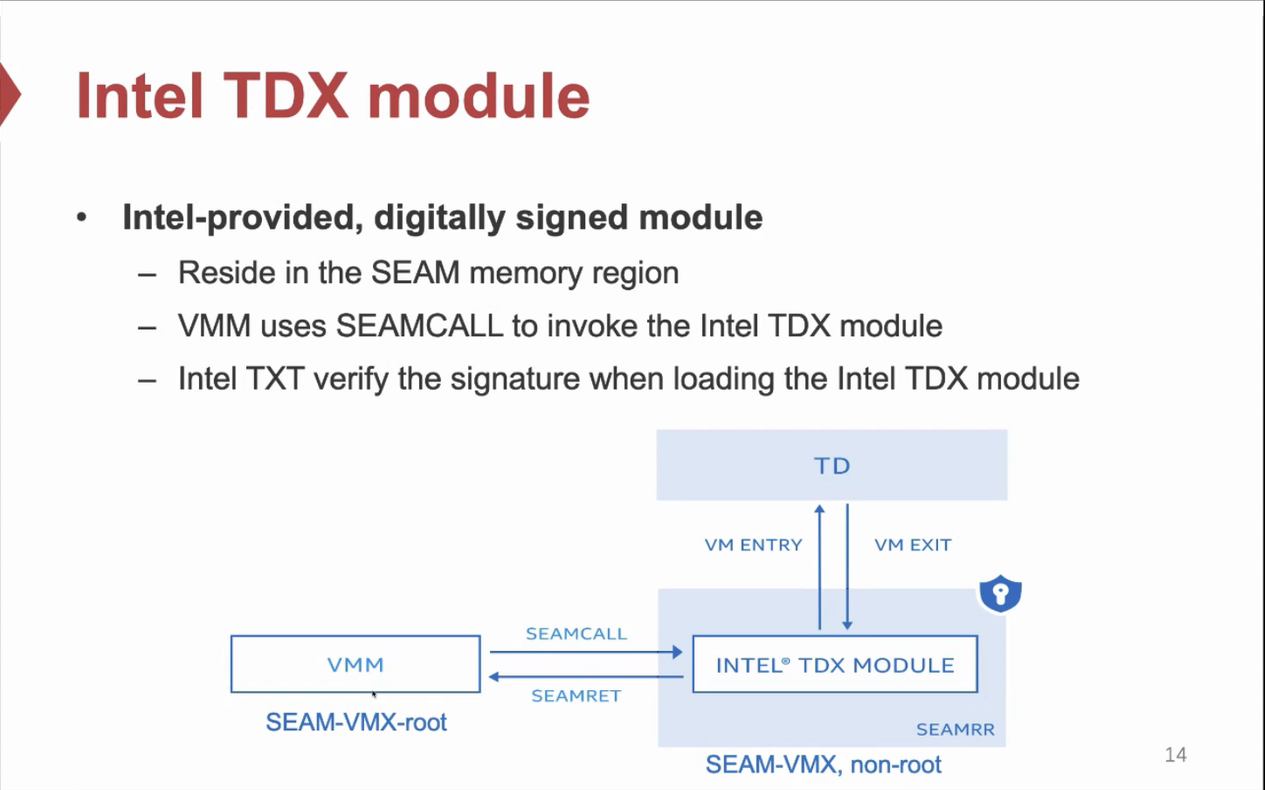 Intel TDX module
• Intel-provided, digitally signed module
– Reside in the SEAM memory region
– VMM uses SEAMCALL to invoke the Intel TDX module
– Intel TXT verify the signature when loading the Intel TDX module
TD
VM ENTRY
VM EXIT
SEAMCALL
VMM
INTEL® TDX MODULE
SEAMRET
SEAM-VMX-root
SEAMRR
SEAM-VMX, non-root
14